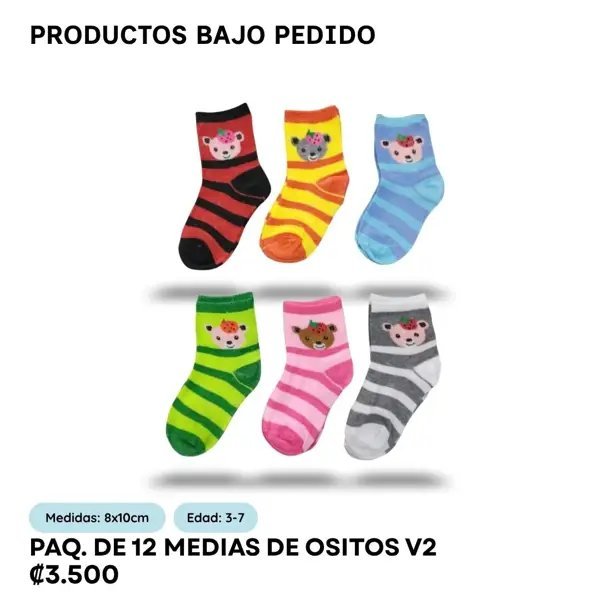 PRODUCTOS BAJO PEDIDO
Medidas: 8x10cm
Edad: 3-7
PAQ. DE 12 MEDIAS DE OSITOS V2
₡3.500